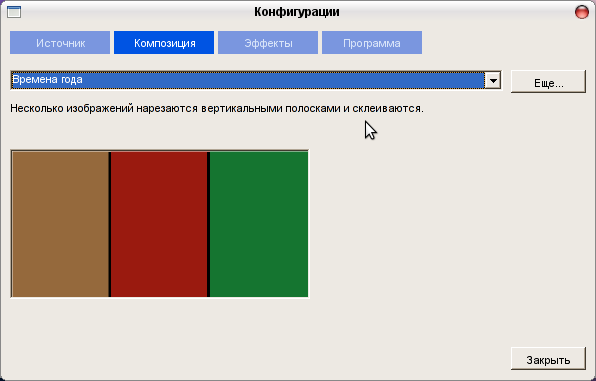 Конфигурации
Источник
Композиция
Эффекты
Программа
Времена года
Еще...
Несколько изображений нарезаются вертикальными полосками и склеиваются.
Закрыть